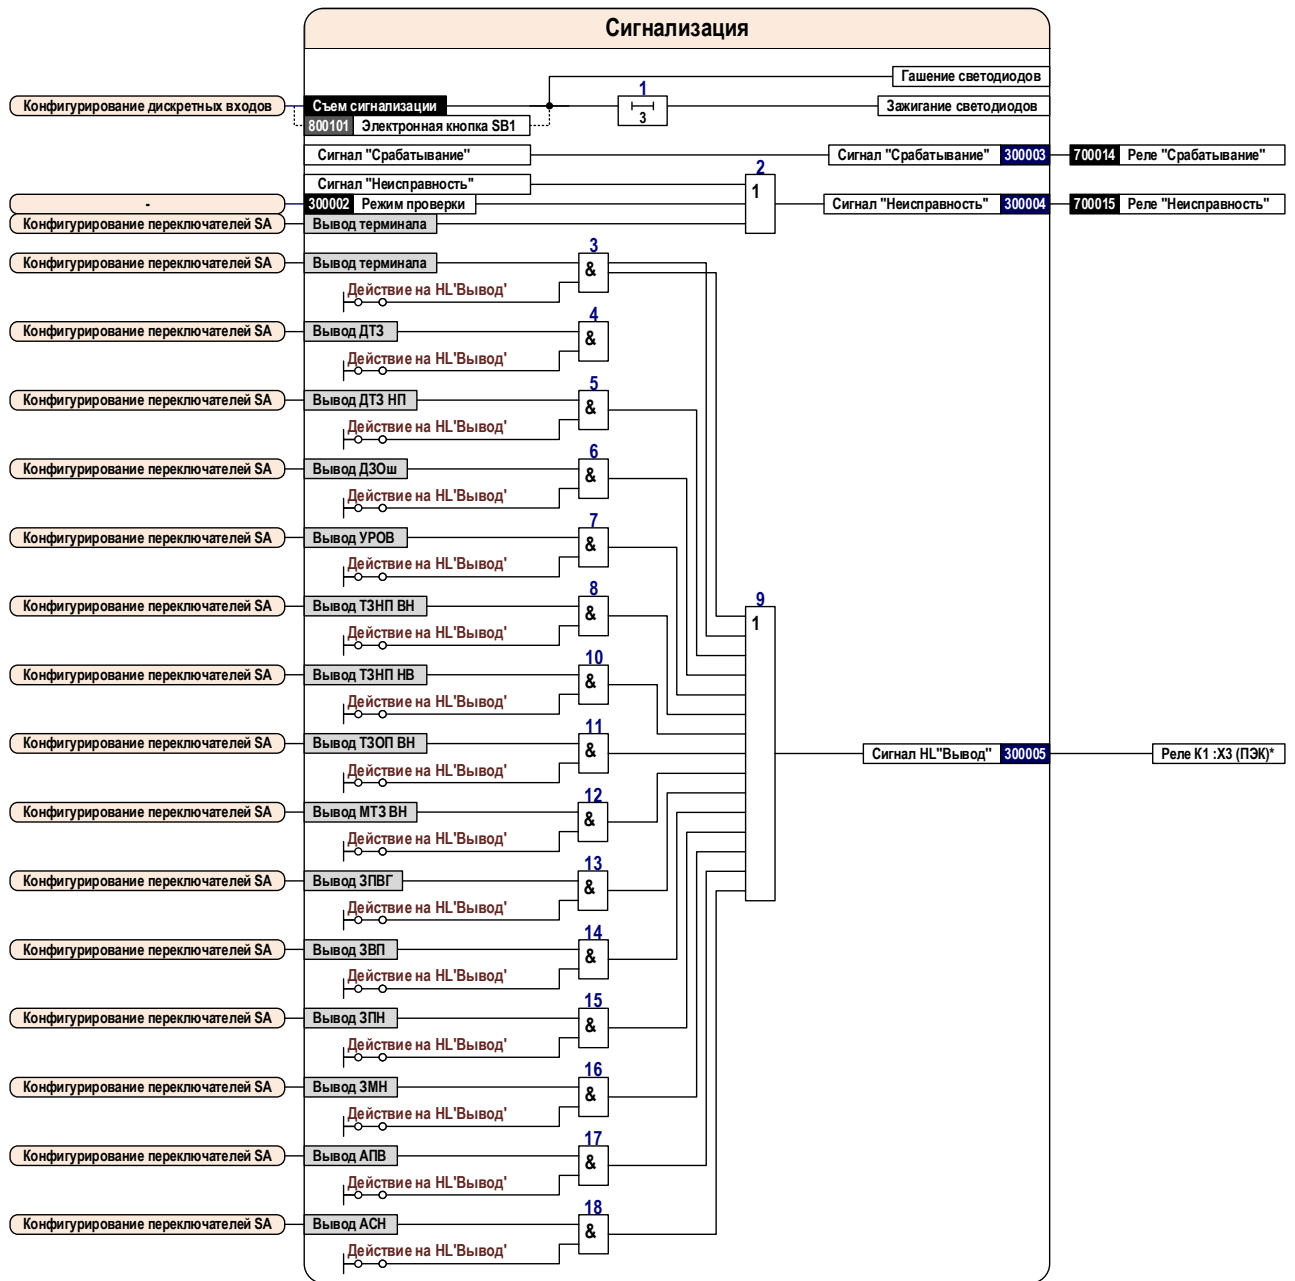 Сигнализация
Гашение светодиодов
1
Конфигурирование дискретных входов Съем сигнализации 3 Зажигание светодиодов
800101 Электронная кнопка SB1
Сигнал "Срабатывание" Сигнал "Срабатывание" 300003 700014 Реле "Срабатывание"
2
Сигнал "Неисправность" 1
- 300002 Режим проверки Сигнал "Неисправность" 300004 700015 Реле "Неисправность"
Конфигурирование переключателей SA Вывод терминала
3
Конфигурирование переключателей SA Вывод терминала &
Действие на HL'Вывод'
4
Конфигурирование переключателей SA Вывод ДТЗ &
Действие на HL'Вывод'
5
Конфигурирование переключателей SA Вывод ДТЗ НП &
Действие на HL'Вывод'
6
Конфигурирование переключателей SA Вывод ДЗОш &
Действие на HL'Вывод'
7
Конфигурирование переключателей SA Вывод УРОВ &
Действие на HL'Вывод'
8 9
Конфигурирование переключателей SA Вывод ТЗНП ВН & 1
Действие на HL'Вывод'
10
Конфигурирование переключателей SA Вывод ТЗНП НВ &
Действие на HL'Вывод'
11
Конфигурирование переключателей SA Вывод ТЗОП ВН & Сигнал HL"Вывод" 300005 Реле К1 :Х3 (ПЭК)*
Действие на HL'Вывод'
12
Конфигурирование переключателей SA Вывод МТЗ ВН &
Действие на HL'Вывод'
13
Конфигурирование переключателей SA Вывод ЗПВГ &
Действие на HL'Вывод'
14
Конфигурирование переключателей SA Вывод ЗВП &
Действие на HL'Вывод'
15
Конфигурирование переключателей SA Вывод ЗПН &
Действие на HL'Вывод'
16
Конфигурирование переключателей SA Вывод ЗМН &
Действие на HL'Вывод'
17
Конфигурирование переключателей SA Вывод АПВ &
Действие на HL'Вывод'
18
Конфигурирование переключателей SA Вывод АСН &
Действие на HL'Вывод'